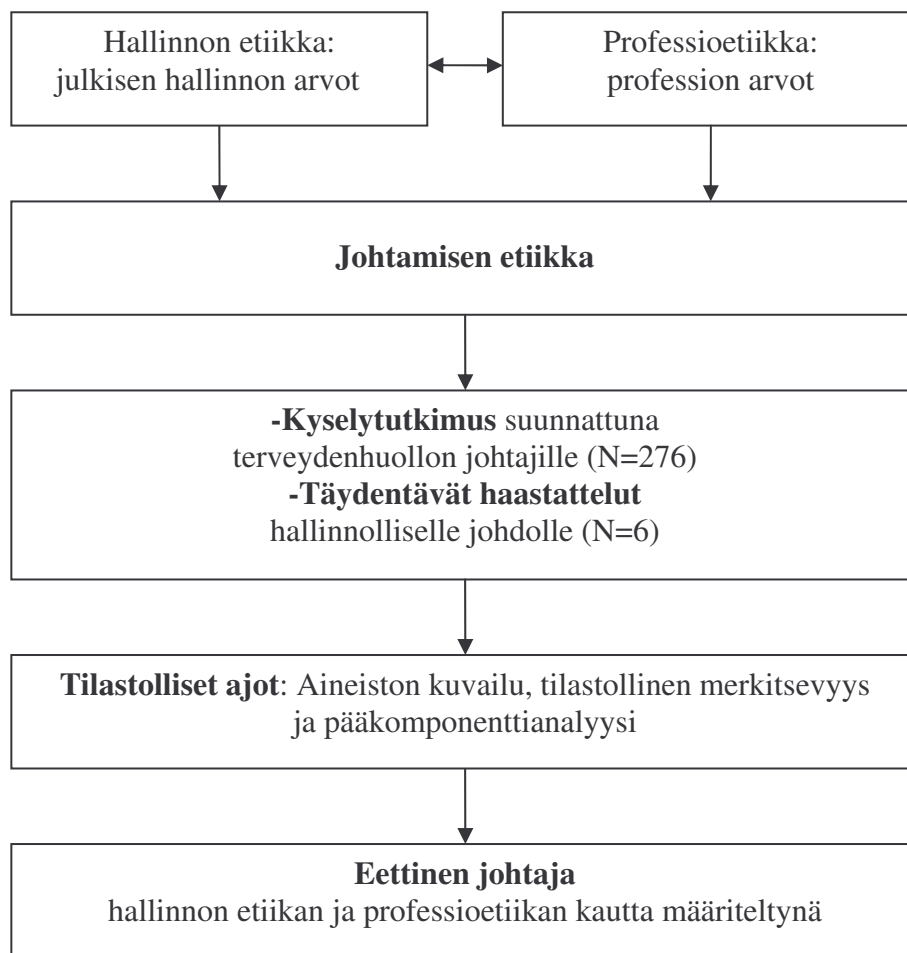 Hallinnon etiikka:
julkisen hallinnon arvot
Professioetiikka:
profession arvot
Johtamisen etiikka
-Kyselytutkimus suunnattuna
terveydenhuollon johtajille (N=276)
-Täydentävät haastattelut
hallinnolliselle johdolle (N=6)
Tilastolliset ajot: Aineiston kuvailu, tilastollinen merkitsevyys
ja pääkomponenttianalyysi
Eettinen johtaja
hallinnon etiikan ja professioetiikan kautta määriteltynä